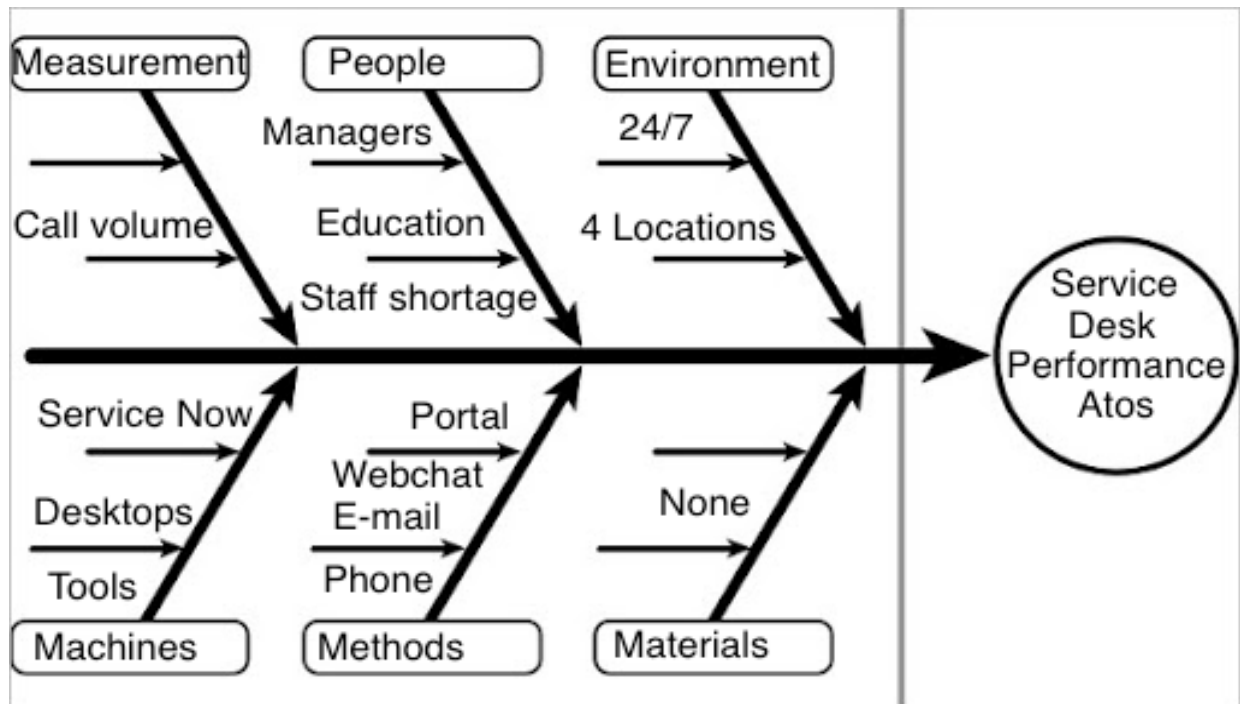 Measurement
People
Environment
Managers
24/7
Call volume
Education
4 Locations
Staff shortage
Service
Desk
Performance
Atos
Service Now
Portal
Webchat
E-mail
Desktops
None
Tools
Phone
Machines
Methods
Materials